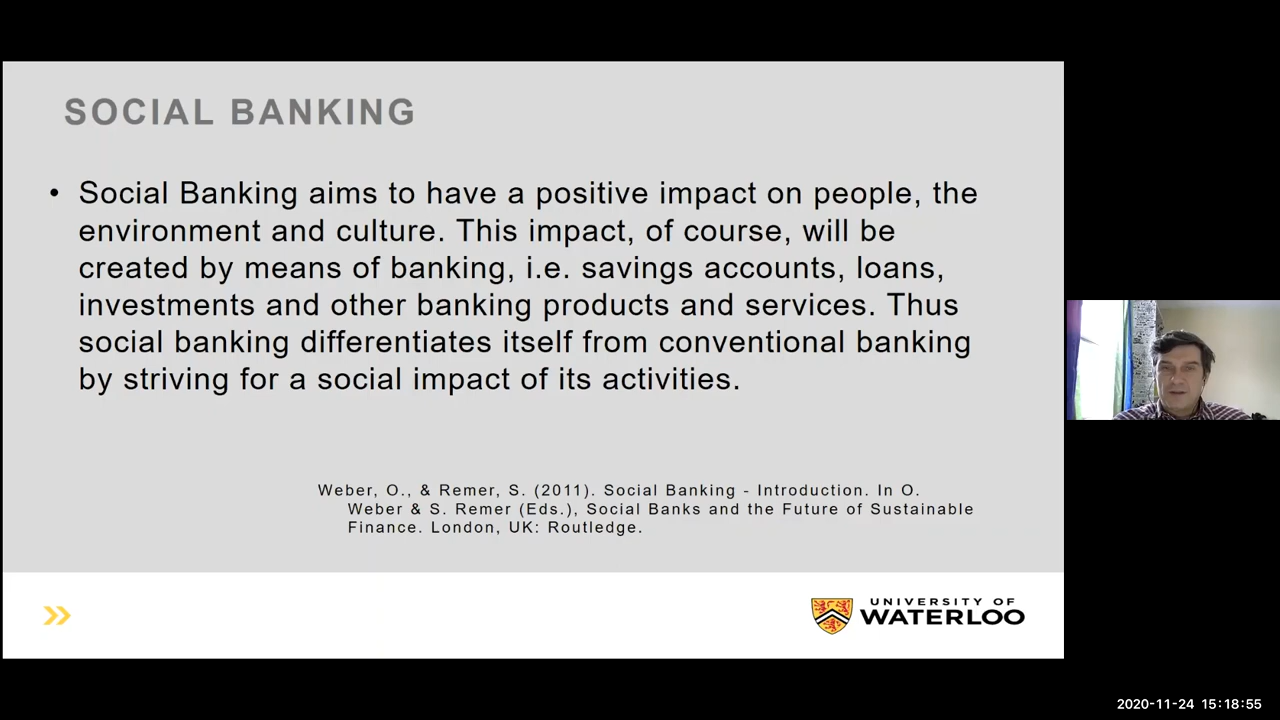 SOCIAL BANKING
• Social Banking aims to have a positive impact on people, the
environment and culture. This impact, of course, will be
created by means of banking, i.e. savings accounts, loans,
investments and other banking products and services. Thus
social banking differentiates itself from conventional banking
by striving for a social impact of its activities.
Weber, O., & Remer, S. (2011). Social Banking - Introduction. In O.
Weber & S. Remer (Eds.), Social Banks and the Future of Sustainable
Finance. London, UK: Routledge.
UNIVERSITY OF
WATERLOO
2020-11-24 15:18:55